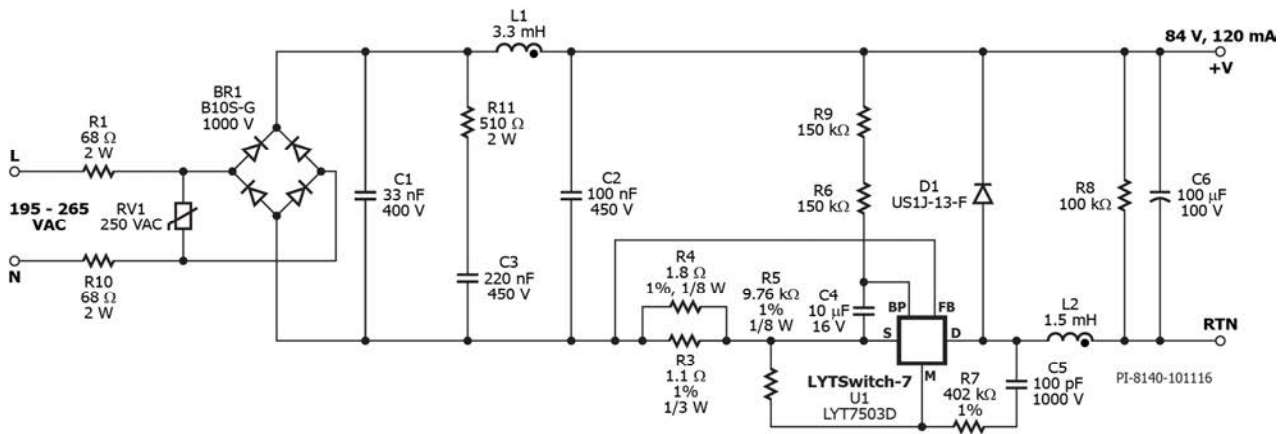 L1
3.3 mH
84 V, 120 mA
+V
BR1
B10S-G
1000 V
R1
68 Ω
2 W
L
195 - 265
VAC
RV1
250 VAC
N
R10
68 Ω
2 W
C1
33 nF
400 V
R11
510 Ω
2 W
C3
220 nF
450 V
C2
100 nF
450 V
R9
150 kΩ
R6
150 kΩ
D1
US1J-13-F
R8
100 kΩ
C6
100 μF
100 V
R4
1.8 Ω
1%, 1/8 W
R3
1.1 Ω
1%
1/3 W
R5
9.76 kΩ
1%
1/8 W
C4
10 μF
16 V
BP
FB
S
D
M
LYTSwitch-7
U1
LYT7503D
R7
402 kΩ
1%
C5
100 pF
1000 V
L2
1.5 mH
RTN
PI-8140-101116